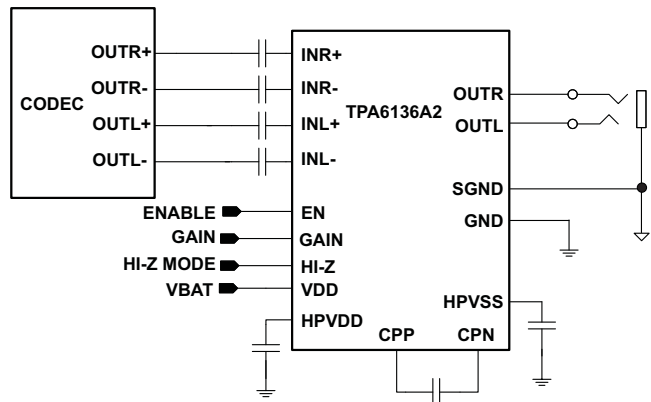 CODEC
OUTR+
OUTR-
OUTL+
OUTL-
INR+
INR-
INL+
INL-
TPA6136A2
OUTR
OUTL
SGND
GND
ENABLE
EN
GAIN
GAIN
HI-Z MODE
HI-Z
VBAT
VDD
HPVDD
HPVSS
CPP
CPN